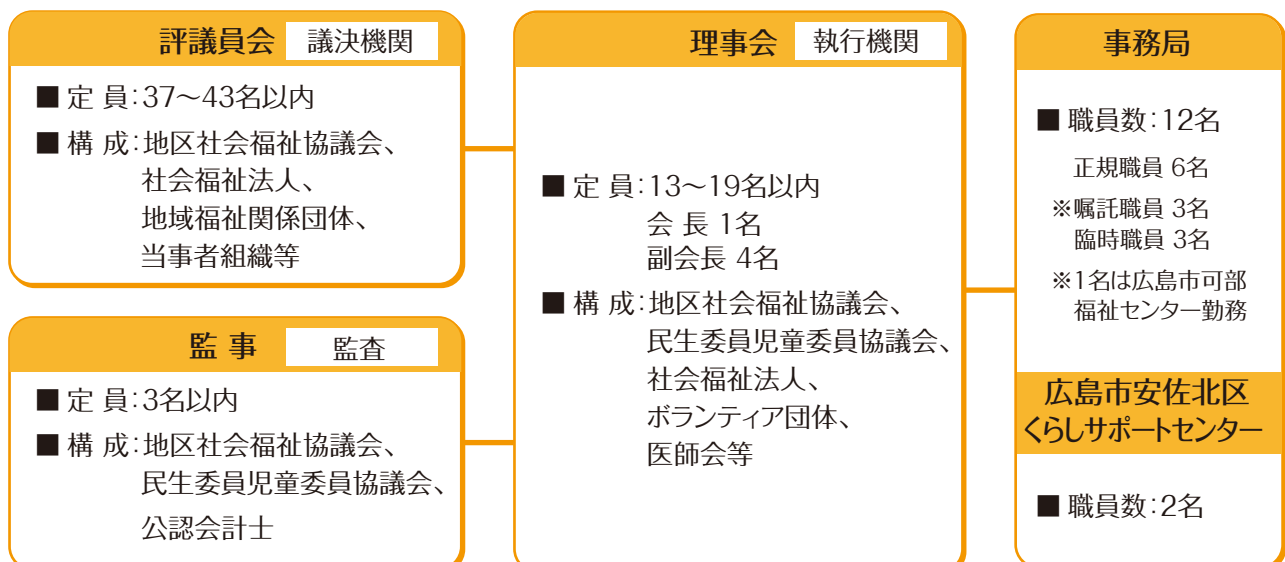 評議員会 議決機関
■ 定 員：37～43名以内
■ 構 成：地区社会福祉協議会、
社会福祉法人、
地域福祉関係団体、
当事者組織等
監 事 監査
■ 定 員：3名以内
■ 構 成：地区社会福祉協議会、
民生委員児童委員協議会、
公認会計士
理事会 執行機関
■ 定 員：13～19名以内
会 長 1名
副会長 4名
■ 構 成：地区社会福祉協議会、
民生委員児童委員協議会、
社会福祉法人、
ボランティア団体、
医師会等
事務局
■ 職員数：12名
正規職員 6名
※嘱託職員 3名
臨時職員 3名
※1名は広島市可部
福祉センター勤務
広島市安佐北区
くらしサポートセンター
■ 職員数：2名